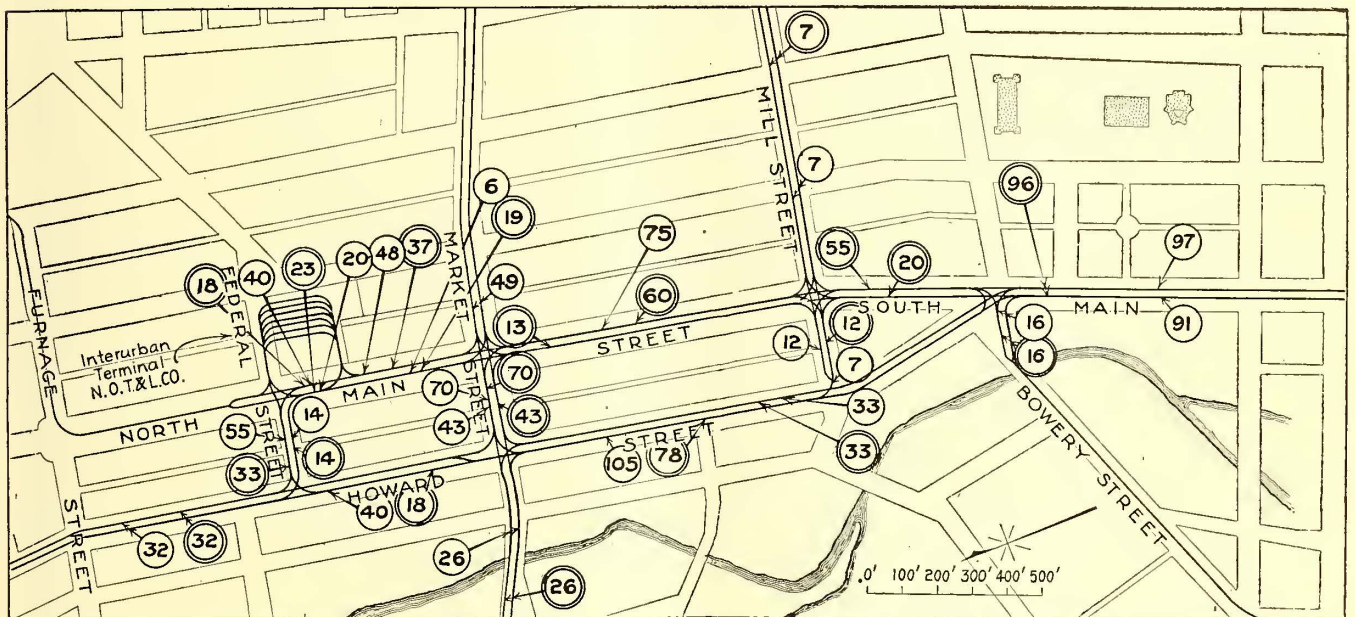 7
MILL STREET
7
96
6
19
75
55
20
97
18
40
23
20
48
37
MARKET
49
60
FURNACE
FEDERAL
13
STREET
SOUTH
MAIN
12
12
16
91
Interurban
Terminal
N.O.T.&L.CO.
MAIN
70
STREET
70
7
16
NORTH
14
43
43
33
BOWERY STREET
55
STREET
14
STREET
33
33
HOWARD
105
78
40
18
STREET
32
32
26
26
0' 100' 200' 300' 400' 500'